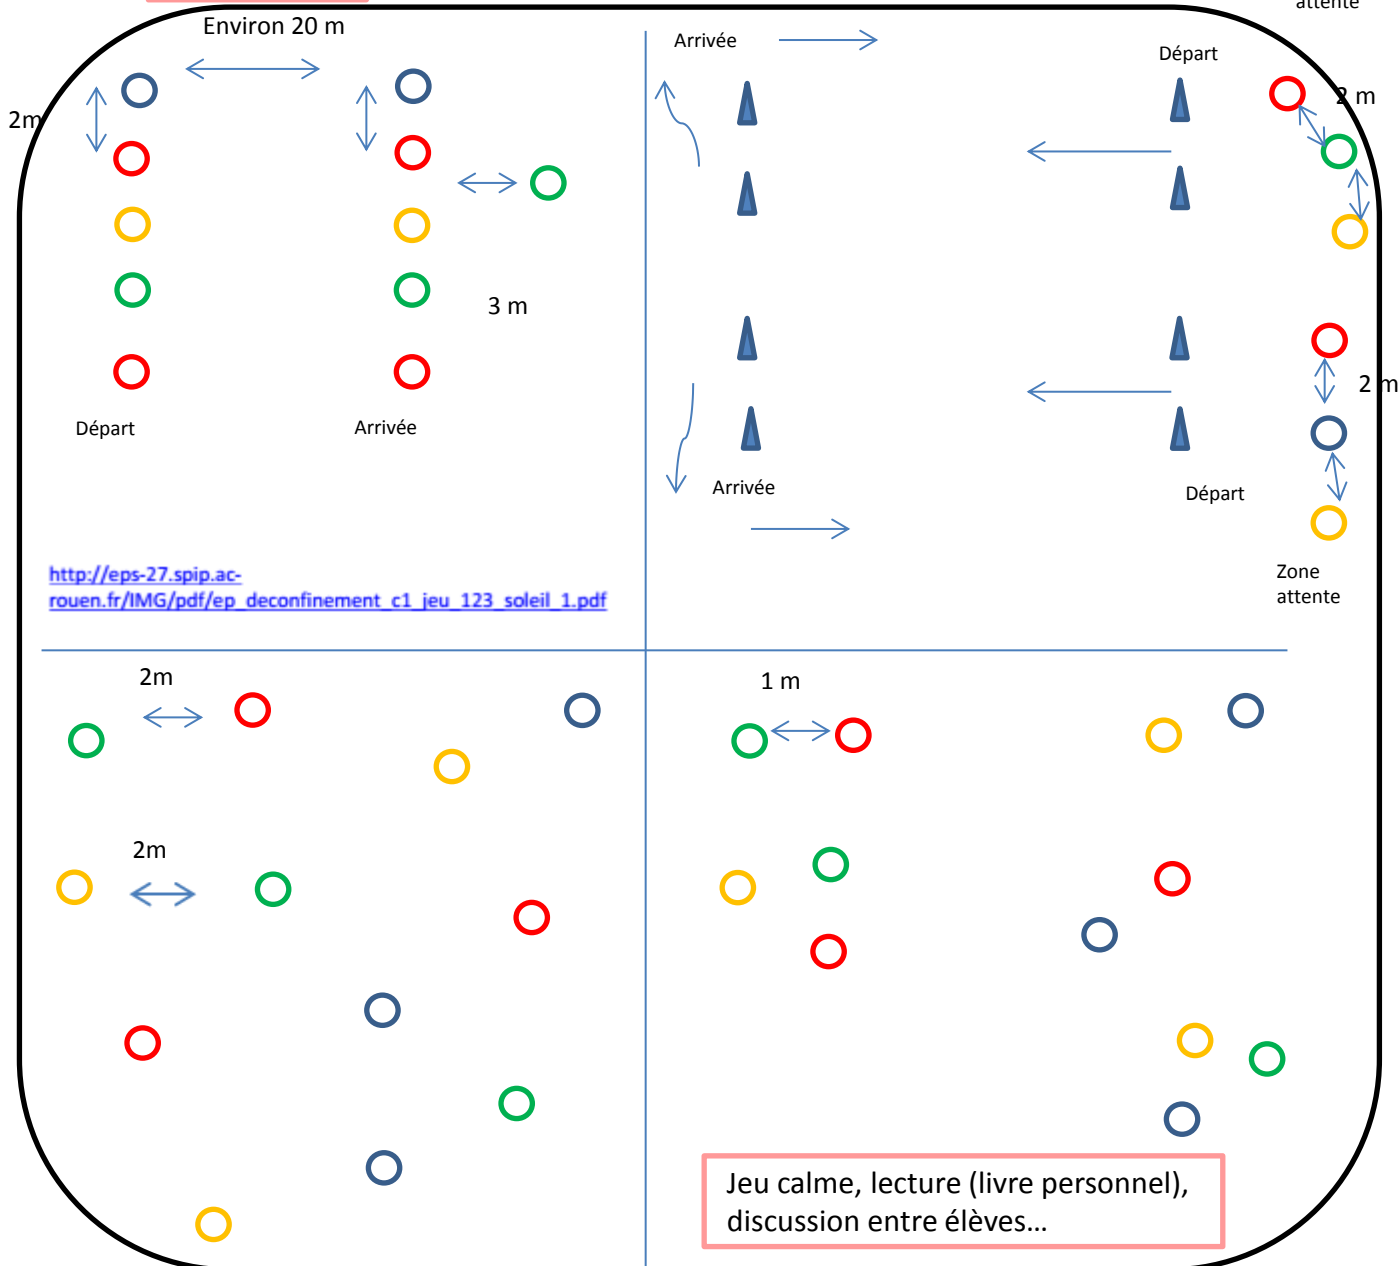 attente
Environ 20 m
2m
3 m
Départ
Arrivée
http://eps-27.spip.ac-
rouen.fr/IMG/pdf/ep_deconfinement_c1_jeu_123_soleil_1.pdf
Arrivée
Départ
2 m
2 m
Arrivée
Départ
Zone
attente
2m
2m
1 m
Jeu calme, lecture (livre personnel),
discussion entre élèves…